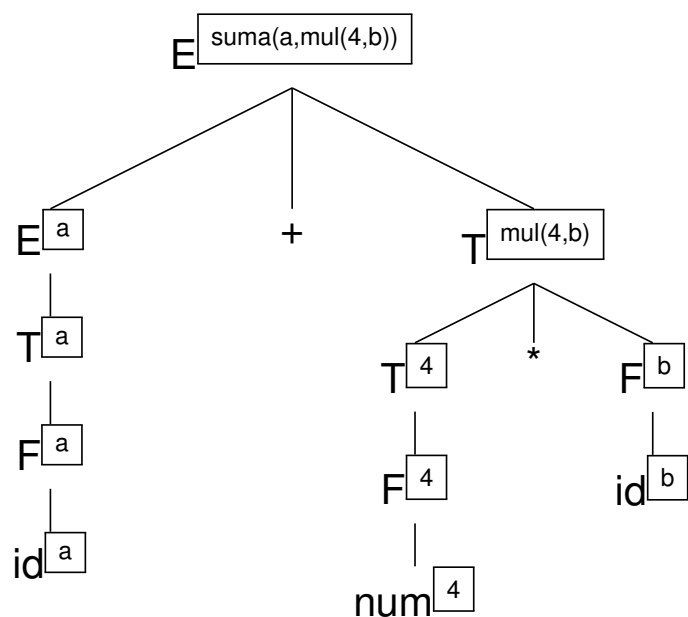 E suma(a,mul(4,b))
E a + T mul(4,b)
T a T 4 * F b
F a F 4 id b
id a num 4